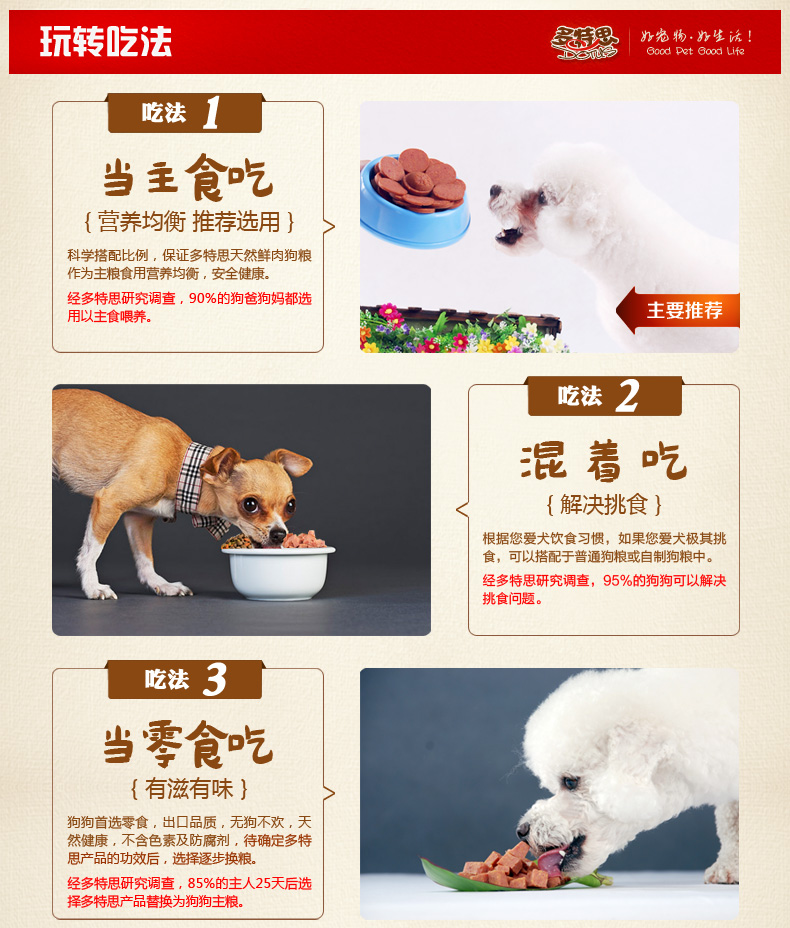 玩转吃法
多特思
Dottes
好宠物·好生活！
Good Pet Good Life
吃法 1
当主食吃
{ 营养均衡 推荐选用 }
科学搭配比例，保证多特思天然鲜肉狗粮
作为主粮食用营养均衡，安全健康。
经多特思研究调查，90%的狗爸狗妈都选
用以主食喂养。
主要推荐
吃法 2
混着吃
{ 解决挑食 }
根据您爱犬饮食习惯，如果您爱犬极其挑
食，可以搭配于普通狗粮或自制狗粮中。
经多特思研究调查，95%的狗狗可以解决
挑食问题。
吃法 3
当零食吃
{ 有滋有味 }
狗狗首选零食，出口品质，无狗不欢，天
然健康，不含色素及防腐剂，待确定多特
思产品的功效后，选择逐步换粮。
经多特思研究调查，85%的主人25天后选
择多特思产品替换为狗狗主粮。